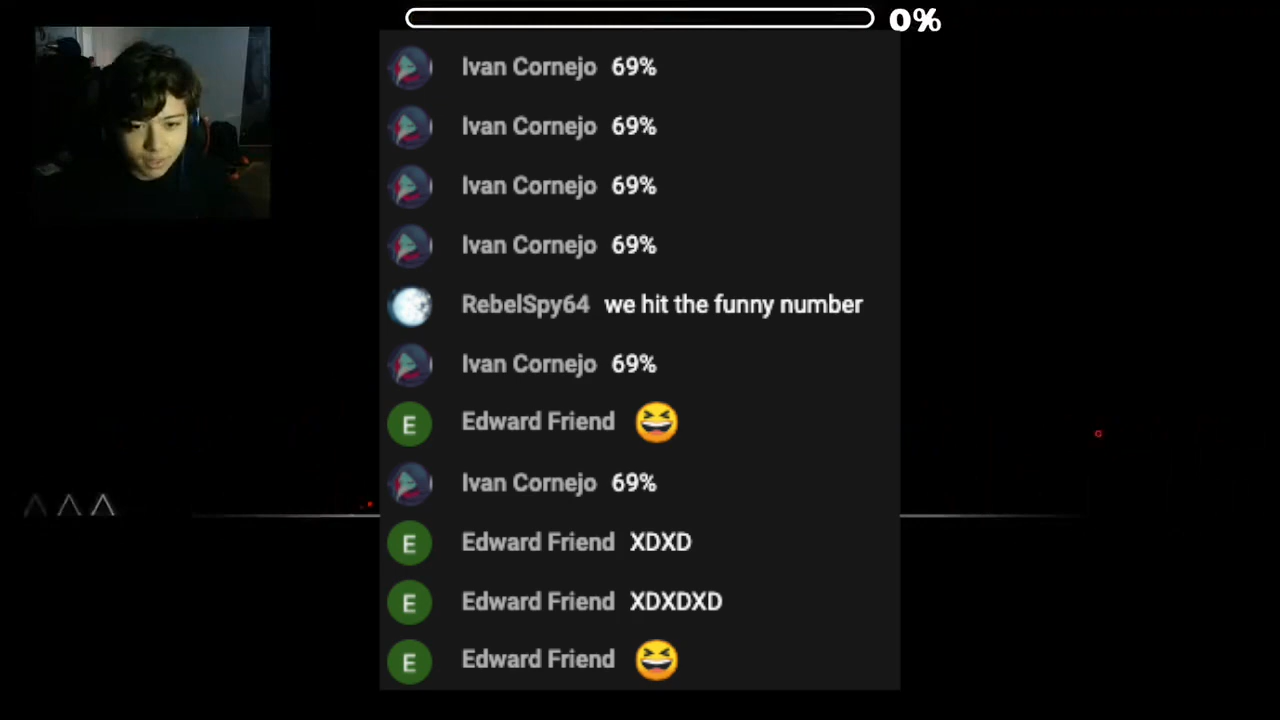 0%
Ivan Cornejo 69%
Ivan Cornejo 69%
Ivan Cornejo 69%
Ivan Cornejo 69%
RebelSpy64 we hit the funny number
Ivan Cornejo 69%
E Edward Friend 😆
Ivan Cornejo 69%
E Edward Friend XDXD
E Edward Friend XDXDXD
E Edward Friend 😆